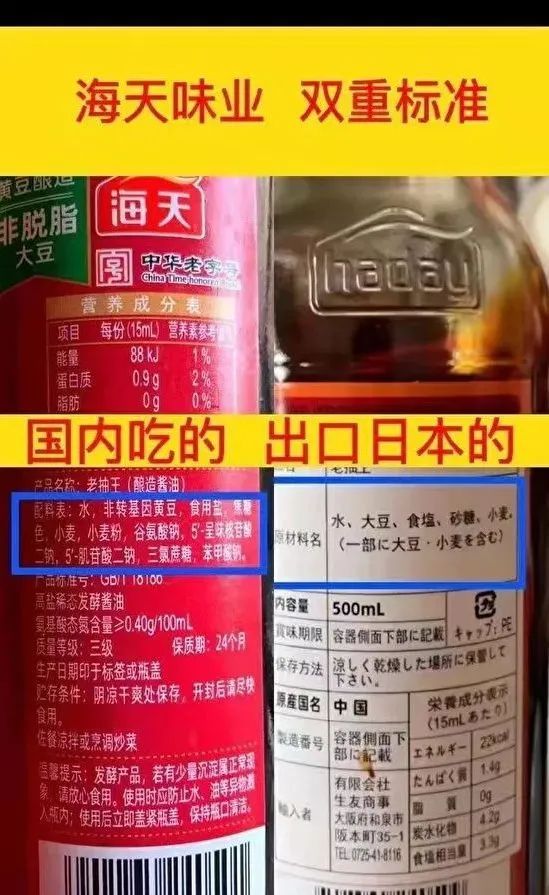 海天味业 双重标准
黄豆酿造
非脱脂
大豆
海天
中华老字号
China Time-honored
营养成分表
项目 每份(15mL) 营养素参考值
能量 88 kJ 1%
蛋白质 0.9 g 2%
脂肪 0 g 0%
haday
国内吃的 出口日本的
产品名称：老抽王（酿造酱油）
配料表：水，非转基因黄豆，食用盐，焦糖
色，小麦，小麦粉，谷氨酸钠，5'-呈味核苷酸
二钠，5'-肌苷酸二钠，三氯蔗糖，苯甲酸钠。
产品标准号：GB/T 18186
高盐稀态发酵酱油
氨基酸态氮含量≥0.40g/100mL
质量等级：三级 保质期：24个月
生产日期印于标签或瓶盖
贮存条件：阴凉干爽处保存。开封后请尽快
食用。
佐餐凉拌或烹调炒菜
温馨提示：发酵产品，若有少量沉淀属正常现
象，请放心食用。使用时应防止水、油等异物溅
入瓶内；使用后立即盖紧瓶盖，保持瓶口清洁。
老抽王
原材料名
水、大豆、食塩、砂糖、小麦、
（一部に大豆・小麦を含む）
内容量 500mL
賞味期限 容器側面下部に記載
キャップ：PE
保存方法 涼しく乾燥した場所に保管して
下さい。
原産国名 中国
製造番号 容器側面下
部に記載
輸入者 有限会社
生友商事
大阪府和泉市
阪本町35-1
TEL.0725-41-8116
栄養成分表示
(15mLあたり)
エネルギー 22kcal
たんぱく質 1.4g
脂質 0g
炭水化物 4.2g
食塩相当量 3.3g